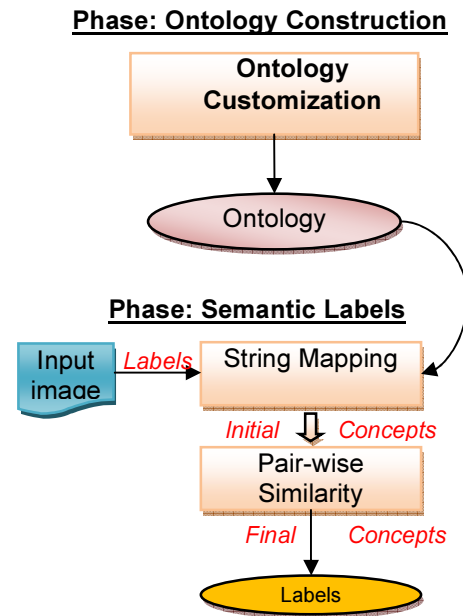 Phase: Ontology Construction
Ontology
Customization
Ontology
Phase: Semantic Labels
Input
image
Labels
String Mapping
Initial Concepts
Pair-wise
Similarity
Final Concepts
Labels